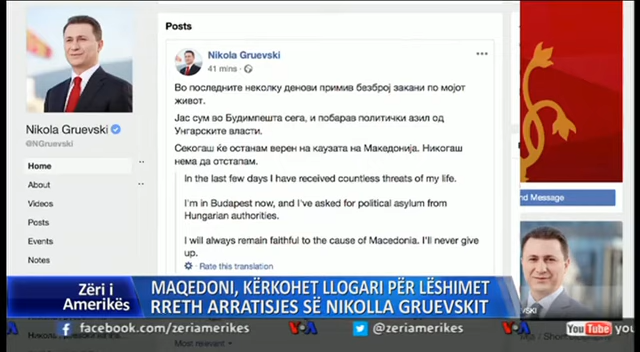 Posts
Nikola Gruevski
41 mins
Во последните неколку денови примив безброј закани по мојот
живот.
Јас сум во Будимпешта сега, и побарав политички азил од
Унгарските власти.
Секогаш ќе останам верен на каузата на Македонија. Никогаш
нема да отстапам.
In the last few days I have received countless threats of my life.
I'm in Budapest now, and I've asked for political asylum from
Hungarian authorities.
I will always remain faithful to the cause of Macedonia. I'll never give
up.
Rate this translation
Nikola Gruevski
@NGruevski
Home
About
Videos
Posts
Events
Notes
nd Message
Zëri i
Amerikës
MAQEDONI, KËRKOHET LLOGARI PËR LËSHIMET
RRETH ARRATISJES SË NIKOLLA GRUEVSKIT
facebook.com/zeriamerikes
VOA
@zeriamerikes
VOA
YouTube
you
Most relevant